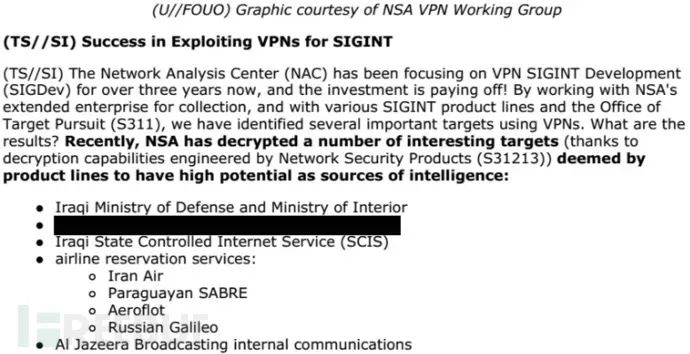 (U//FOUO) Graphic courtesy of NSA VPN Working Group
(TS//SI) Success in Exploiting VPNs for SIGINT
(TS//SI) The Network Analysis Center (NAC) has been focusing on VPN SIGINT Development
(SIGDev) for over three years now, and the investment is paying off! By working with NSA's
extended enterprise for collection, and with various SIGINT product lines and the Office of
Target Pursuit (S311), we have identified several important targets using VPNs. What are the
results? Recently, NSA has decrypted a number of interesting targets (thanks to
decryption capabilities engineered by Network Security Products (S31213)) deemed by
product lines to have high potential as sources of intelligence:
● Iraqi Ministry of Defense and Ministry of Interior
●
● Iraqi State Controlled Internet Service (SCIS)
● airline reservation services:
○ Iran Air
○ Paraguayan SABRE
○ Aeroflot
○ Russian Galileo
● Al Jazeera Broadcasting internal communications